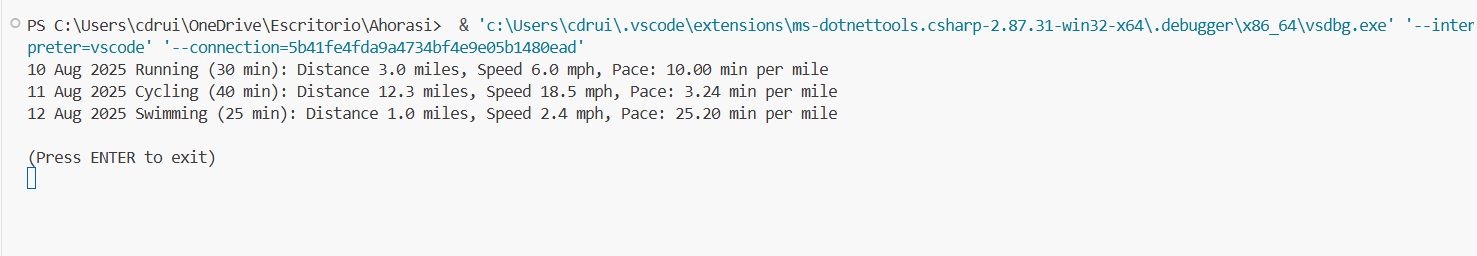 PS C:\Users\cdrui\OneDrive\Escritorio\Ahorasi>  & 'c:\Users\cdrui\.vscode\extensions\ms-dotnettools.csharp-2.87.31-win32-x64\.debugger\x86_64\vsdbg.exe' '--inter
preter=vscode' '--connection=5b41fe4fda9a4734bf4e9e05b1480ead'
10 Aug 2025 Running (30 min): Distance 3.0 miles, Speed 6.0 mph, Pace: 10.00 min per mile
11 Aug 2025 Cycling (40 min): Distance 12.3 miles, Speed 18.5 mph, Pace: 3.24 min per mile
12 Aug 2025 Swimming (25 min): Distance 1.0 miles, Speed 2.4 mph, Pace: 25.20 min per mile
(Press ENTER to exit)